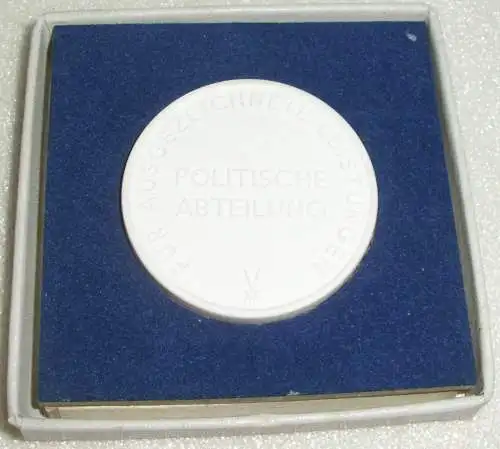 FÜR AUSGEZEICHNETE LEISTUNGEN
POLITISCHE
ABTEILUNG